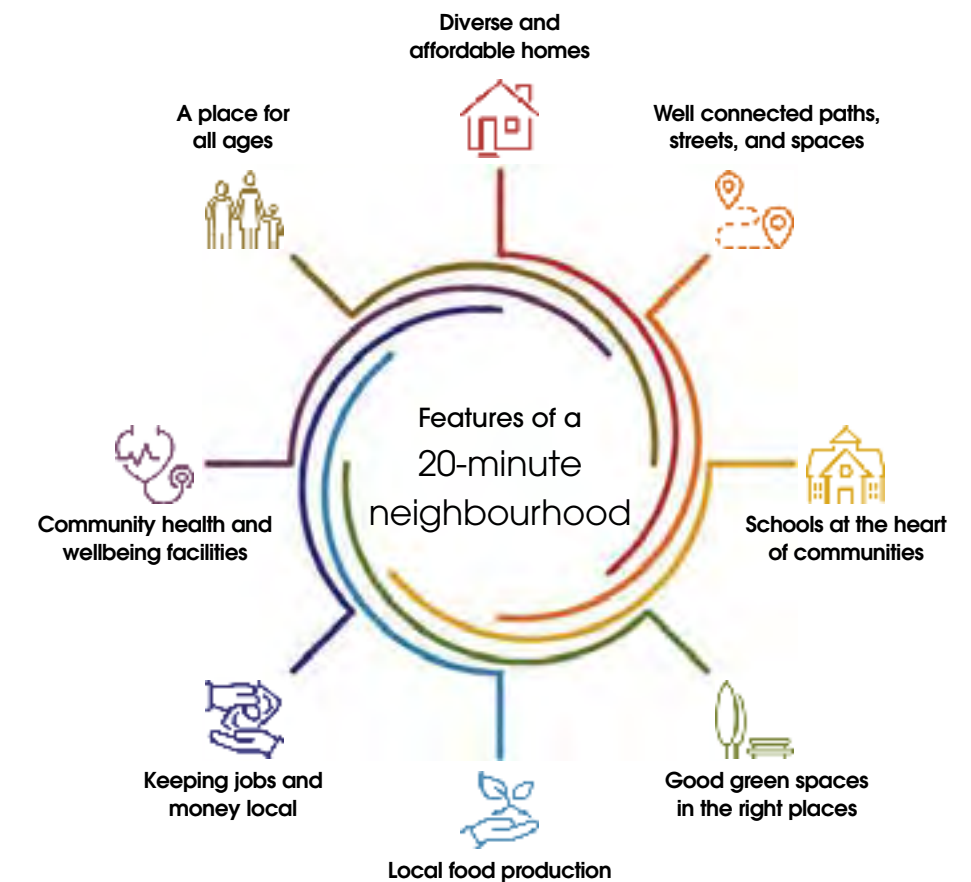 Diverse and
affordable homes
Well connected paths,
streets, and spaces
Schools at the heart
of communities
Good green spaces
in the right places
Local food production
Keeping jobs and
money local
Community health and
wellbeing facilities
A place for
all ages
Features of a
20-minute
neighbourhood